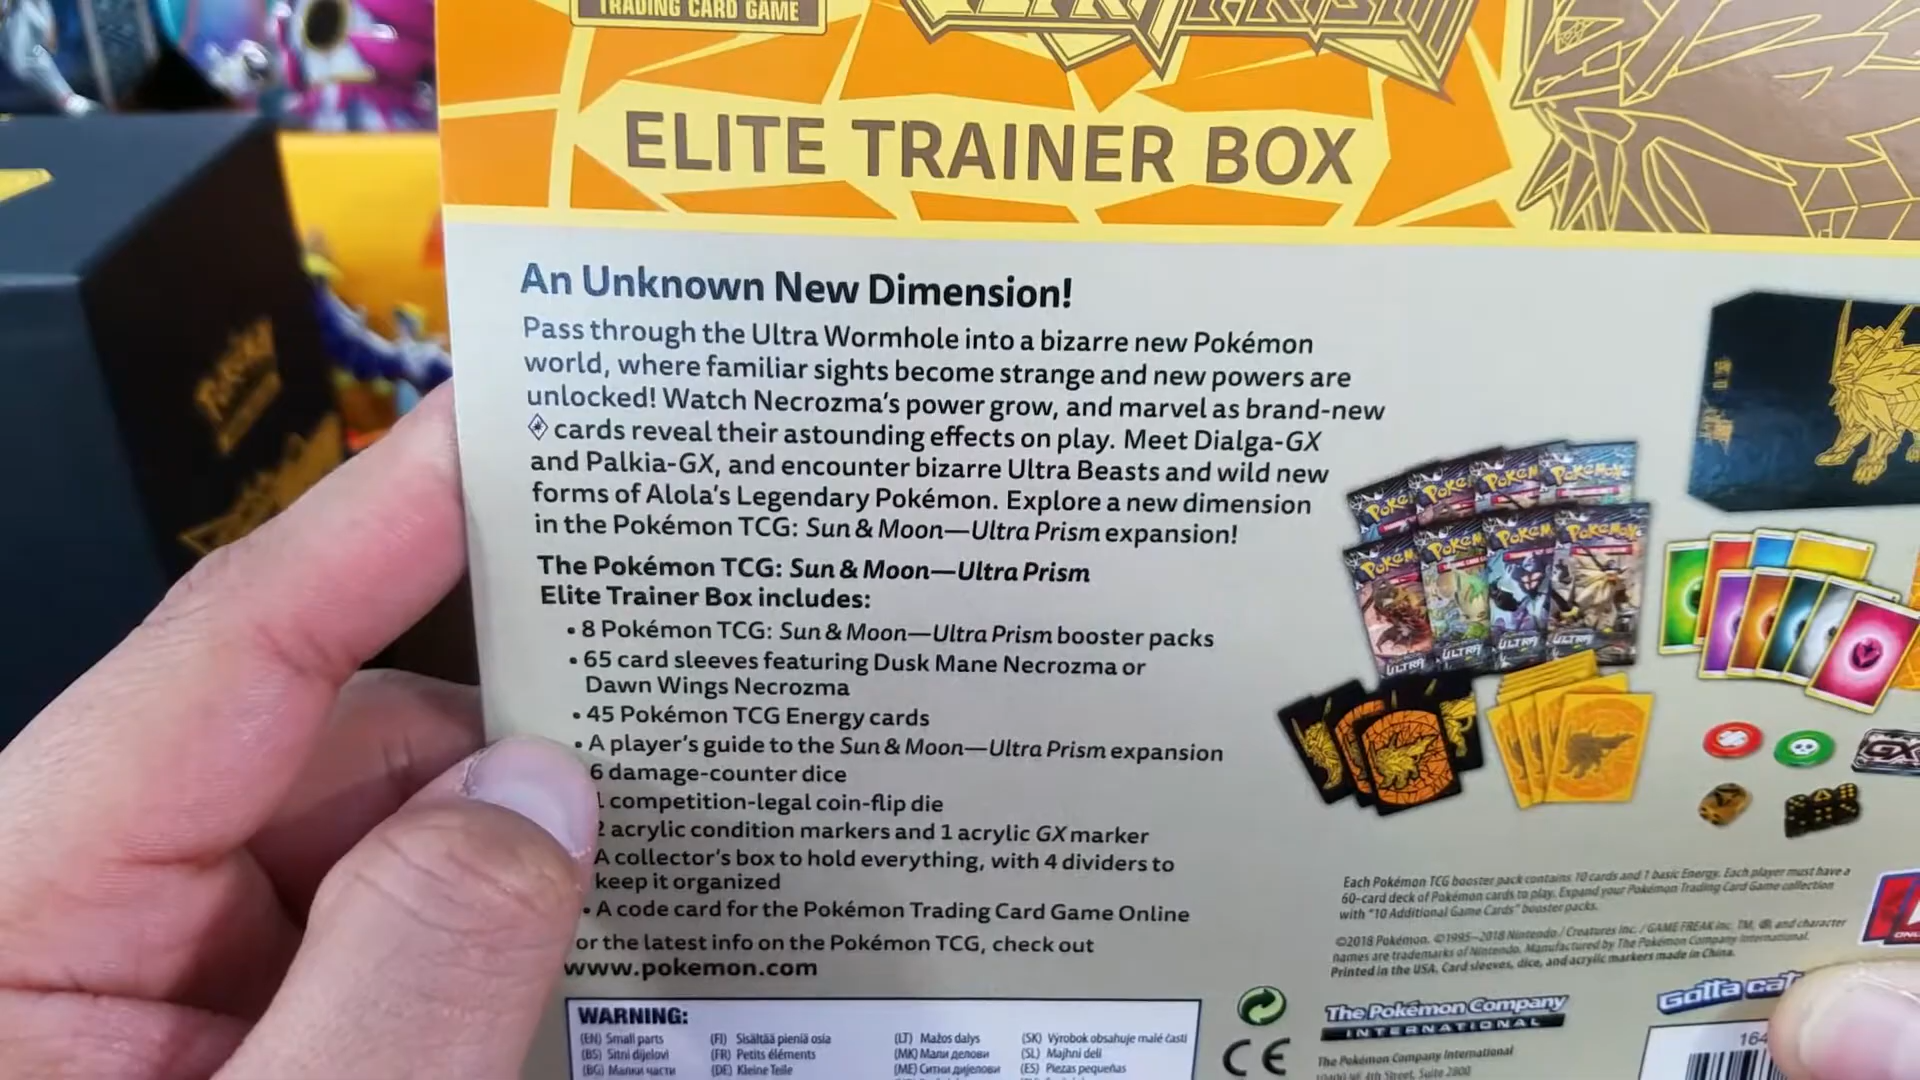 TRADING CARD GAME
ULTRA PRISM
ELITE TRAINER BOX
An Unknown New Dimension!
Pass through the Ultra Wormhole into a bizarre new Pokémon
world, where familiar sights become strange and new powers are
unlocked! Watch Necrozma's power grow, and marvel as brand-new
cards reveal their astounding effects on play. Meet Dialga-GX
and Palkia-GX, and encounter bizarre Ultra Beasts and wild new
forms of Alola's Legendary Pokémon. Explore a new dimension
in the Pokémon TCG: Sun & Moon—Ultra Prism expansion!
The Pokémon TCG: Sun & Moon—Ultra Prism
Elite Trainer Box includes:
• 8 Pokémon TCG: Sun & Moon—Ultra Prism booster packs
• 65 card sleeves featuring Dusk Mane Necrozma or
Dawn Wings Necrozma
• 45 Pokémon TCG Energy cards
• A player's guide to the Sun & Moon—Ultra Prism expansion
6 damage-counter dice
1 competition-legal coin-flip die
2 acrylic condition markers and 1 acrylic GX marker
A collector's box to hold everything, with 4 dividers to
keep it organized
• A code card for the Pokémon Trading Card Game Online
or the latest info on the Pokémon TCG, check out
www.pokemon.com
WARNING:
(EN) Small parts
(BS) Sitni dijelovi
(BG) Малки части
(FI) Sisältää pieniä osia
(FR) Petits éléments
(DE) Kleine Teile
(LT) Mažos dalys
(MK) Мали делови
(ME) Ситни дијелови
(SK) Výrobok obsahuje malé časti
(SL) Majhni deli
(ES) Piezas pequeñas
CE
Pokémon
GX
Each Pokémon TCG booster pack contains 10 cards and 1 basic Energy. Each player must have a
60-card deck of Pokémon cards to play. Expand your Pokémon Trading Card Game collection
with "10 Additional Game Cards" booster packs.
©2018 Pokémon. ©1995–2018 Nintendo / Creatures Inc. / GAME FREAK inc. TM, ®, and character
names are trademarks of Nintendo. Manufactured by The Pokémon Company International.
Printed in the USA. Card sleeves, dice, and acrylic markers made in China.
The Pokémon Company
INTERNATIONAL
The Pokémon Company International
Gotta cat
164